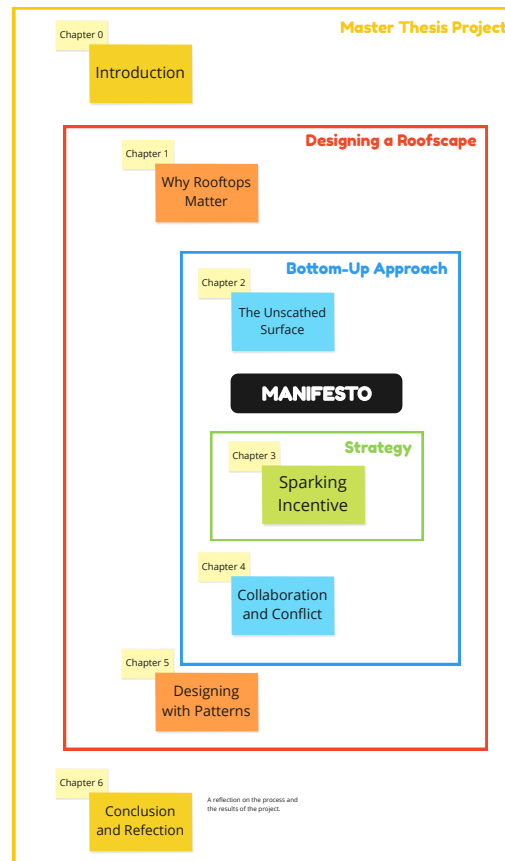 Master Thesis Project
Chapter 0
Introduction
Designing a Roofscape
Chapter 1
Why Rooftops
Matter
Bottom-Up Approach
Chapter 2
The Unscathed
Surface
MANIFESTO
Strategy
Chapter 3
Sparking
Incentive
Chapter 4
Collaboration
and Conflict
Chapter 5
Designing
with Patterns
Chapter 6
Conclusion
and Refection
A reflection on the process and
the results of the project.